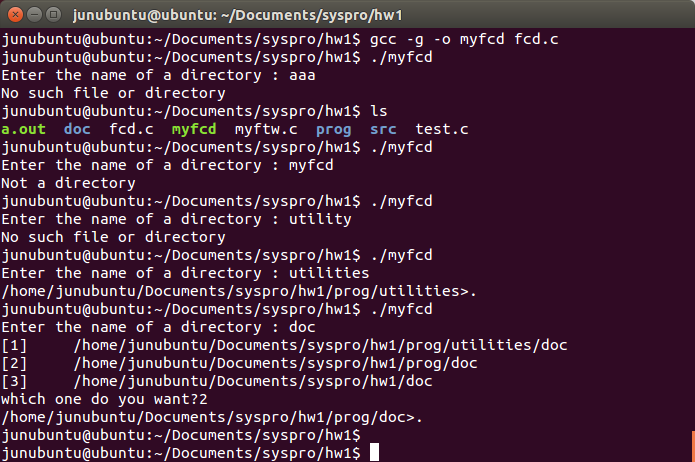 junubuntu@ubuntu: ~/Documents/syspro/hw1
junubuntu@ubuntu:~/Documents/syspro/hw1$ gcc -g -o myfcd fcd.c
junubuntu@ubuntu:~/Documents/syspro/hw1$ ./myfcd
Enter the name of a directory : aaa
No such file or directory
junubuntu@ubuntu:~/Documents/syspro/hw1$ ls
a.out  doc  fcd.c  myfcd  myftw.c  prog  src  test.c
junubuntu@ubuntu:~/Documents/syspro/hw1$ ./myfcd
Enter the name of a directory : myfcd
Not a directory
junubuntu@ubuntu:~/Documents/syspro/hw1$ ./myfcd
Enter the name of a directory : utility
No such file or directory
junubuntu@ubuntu:~/Documents/syspro/hw1$ ./myfcd
Enter the name of a directory : utilities
/home/junubuntu/Documents/syspro/hw1/prog/utilities>.
junubuntu@ubuntu:~/Documents/syspro/hw1$ ./myfcd
Enter the name of a directory : doc
[1]     /home/junubuntu/Documents/syspro/hw1/prog/utilities/doc
[2]     /home/junubuntu/Documents/syspro/hw1/prog/doc
[3]     /home/junubuntu/Documents/syspro/hw1/doc
which one do you want?2
/home/junubuntu/Documents/syspro/hw1/prog/doc>.
junubuntu@ubuntu:~/Documents/syspro/hw1$
junubuntu@ubuntu:~/Documents/syspro/hw1$